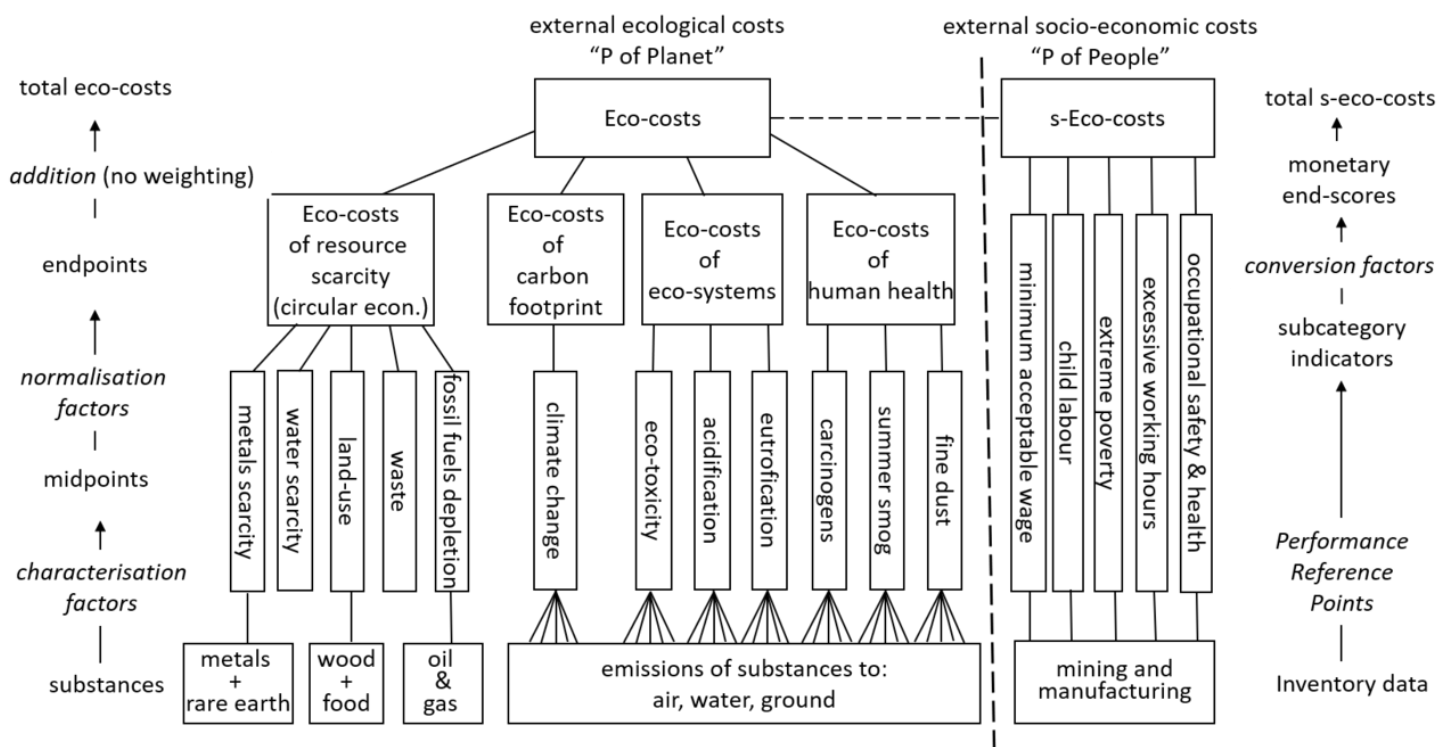 external ecological costs
“P of Planet”
external socio-economic costs
“P of People”
total eco-costs
addition (no weighting)
endpoints
normalisation
factors
midpoints
characterisation
factors
substances
Eco-costs
s-Eco-costs
Eco-costs
of resource
scarcity
(circular econ.)
Eco-costs
of
carbon
footprint
Eco-costs
of
eco-systems
Eco-costs
of
human health
metals scarcity
water scarcity
land-use
waste
fossil fuels depletion
climate change
eco-toxicity
acidification
eutrofication
carcinogens
summer smog
fine dust
minimum acceptable wage
child labour
extreme poverty
excessive working hours
occupational safety & health
metals
+
rare earth
wood
+
food
oil
&
gas
emissions of substances to:
air, water, ground
mining and
manufacturing
total s-eco-costs
monetary
end-scores
conversion factors
subcategory
indicators
Performance
Reference
Points
Inventory data